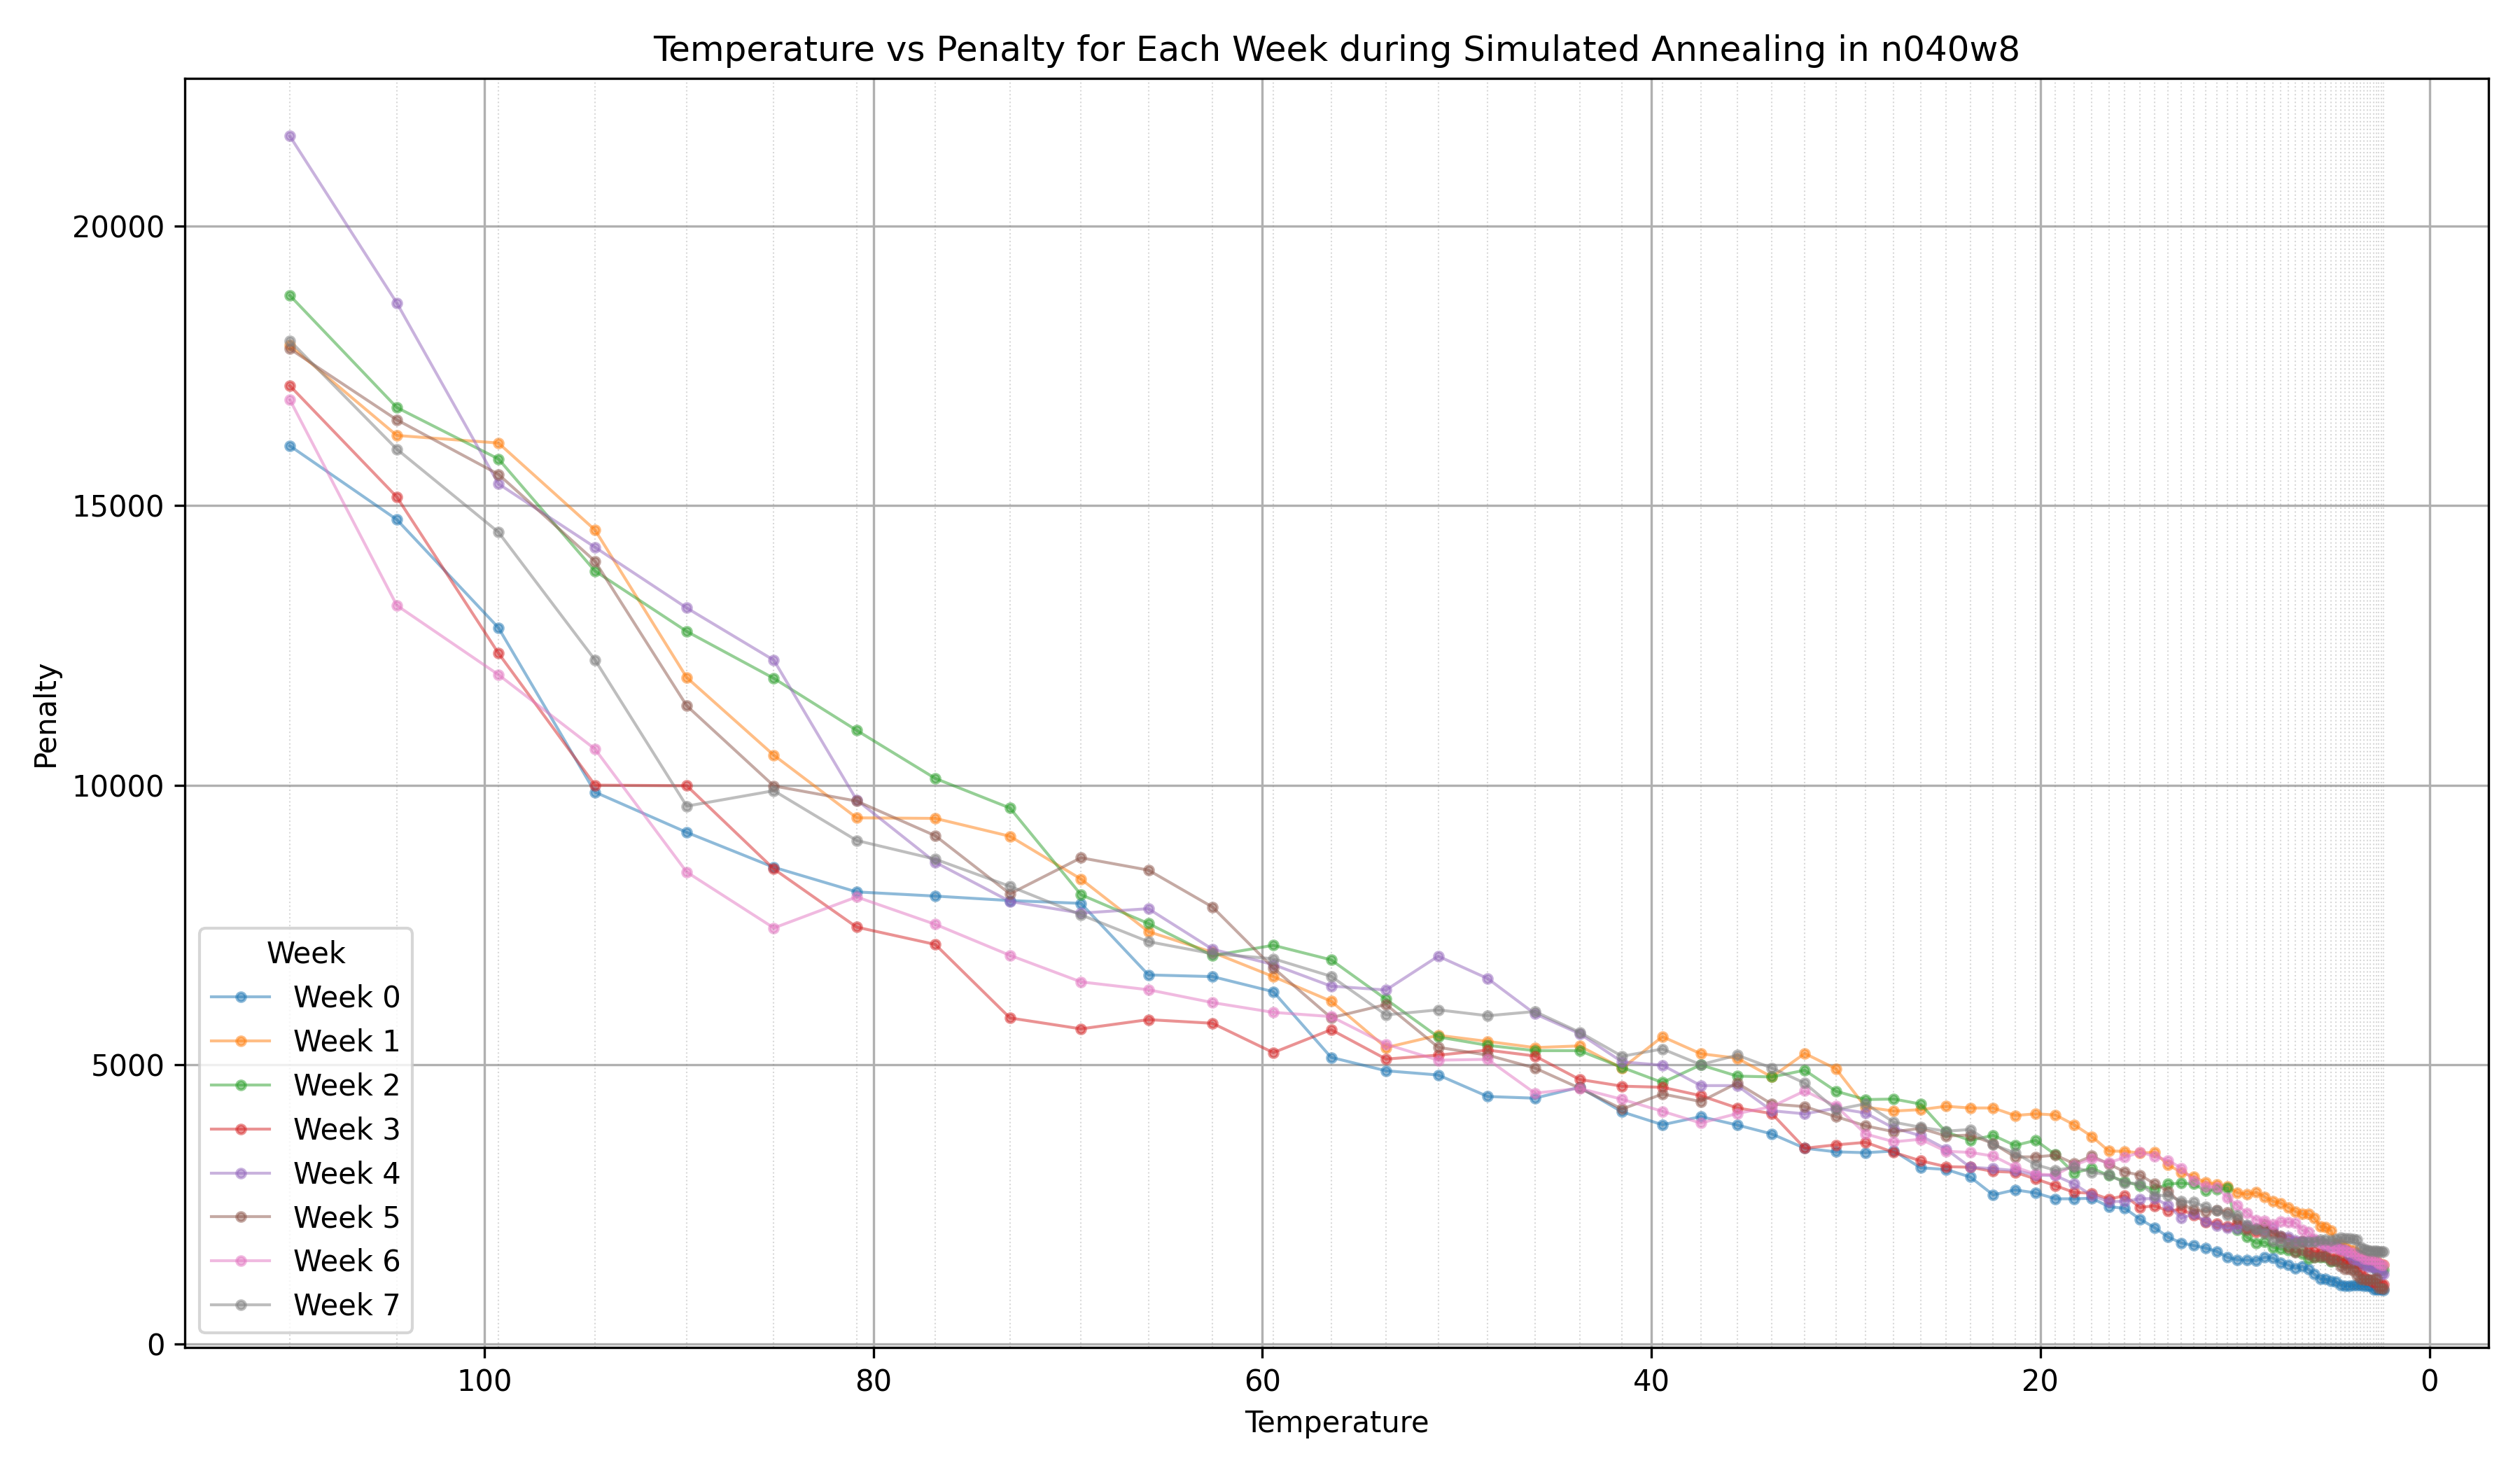 Temperature vs Penalty for Each Week during Simulated Annealing in n040w8
Penalty
20000
15000
10000
5000
0
Week
Week 0
Week 1
Week 2
Week 3
Week 4
Week 5
Week 6
Week 7
100
80
60
40
20
0
Temperature